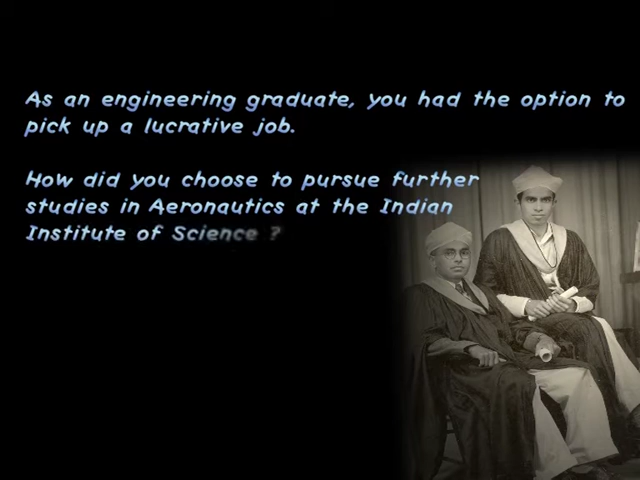 As an engineering graduate, you had the option to
pick up a lucrative job.
How did you choose to pursue further
studies in Aeronautics at the Indian
Institute of Science ?